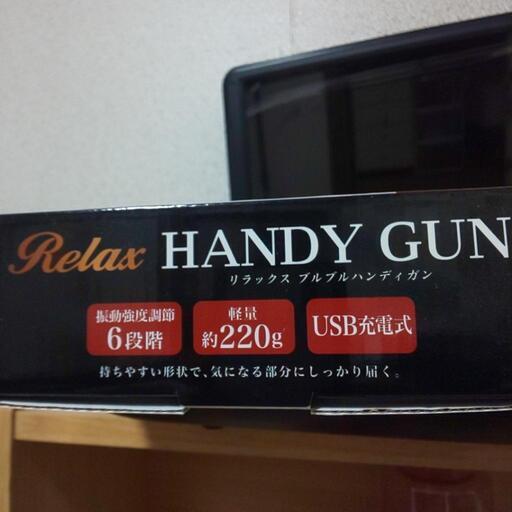 Relax HANDY GUN
リラックス ブルブルハンディガン
振動強度調節
6段階
軽量
約220g
USB充電式
持ちやすい形状で、気になる部分にしっかり届く。